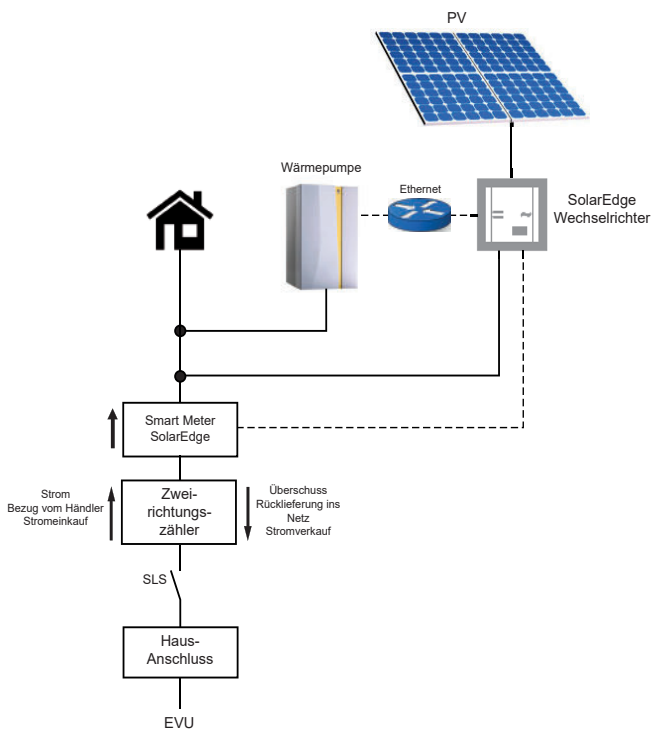 PV
Wärmepumpe
Ethernet
SolarEdge
Wechselrichter
Smart Meter
SolarEdge
Strom
Bezug vom Händler
Stromeinkauf
Zwei-
richtungs-
zähler
Überschuss
Rücklieferung ins
Netz
Stromverkauf
SLS
Haus-
Anschluss
EVU